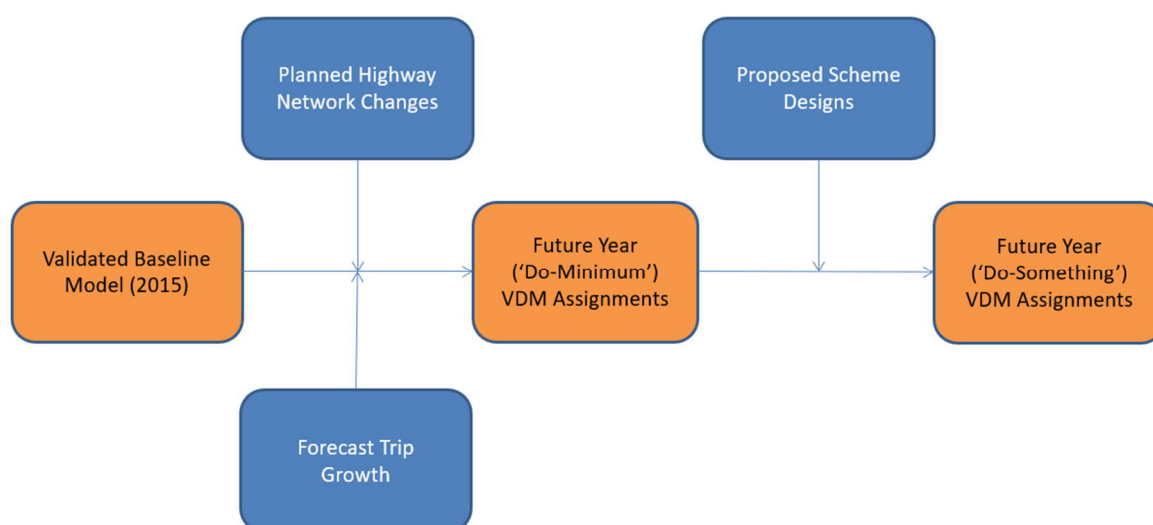 Planned Highway
Network Changes
Proposed Scheme
Designs
Validated Baseline
Model (2015)
Future Year
(‘Do-Minimum’)
VDM Assignments
Future Year
(‘Do-Something’)
VDM Assignments
Forecast Trip
Growth